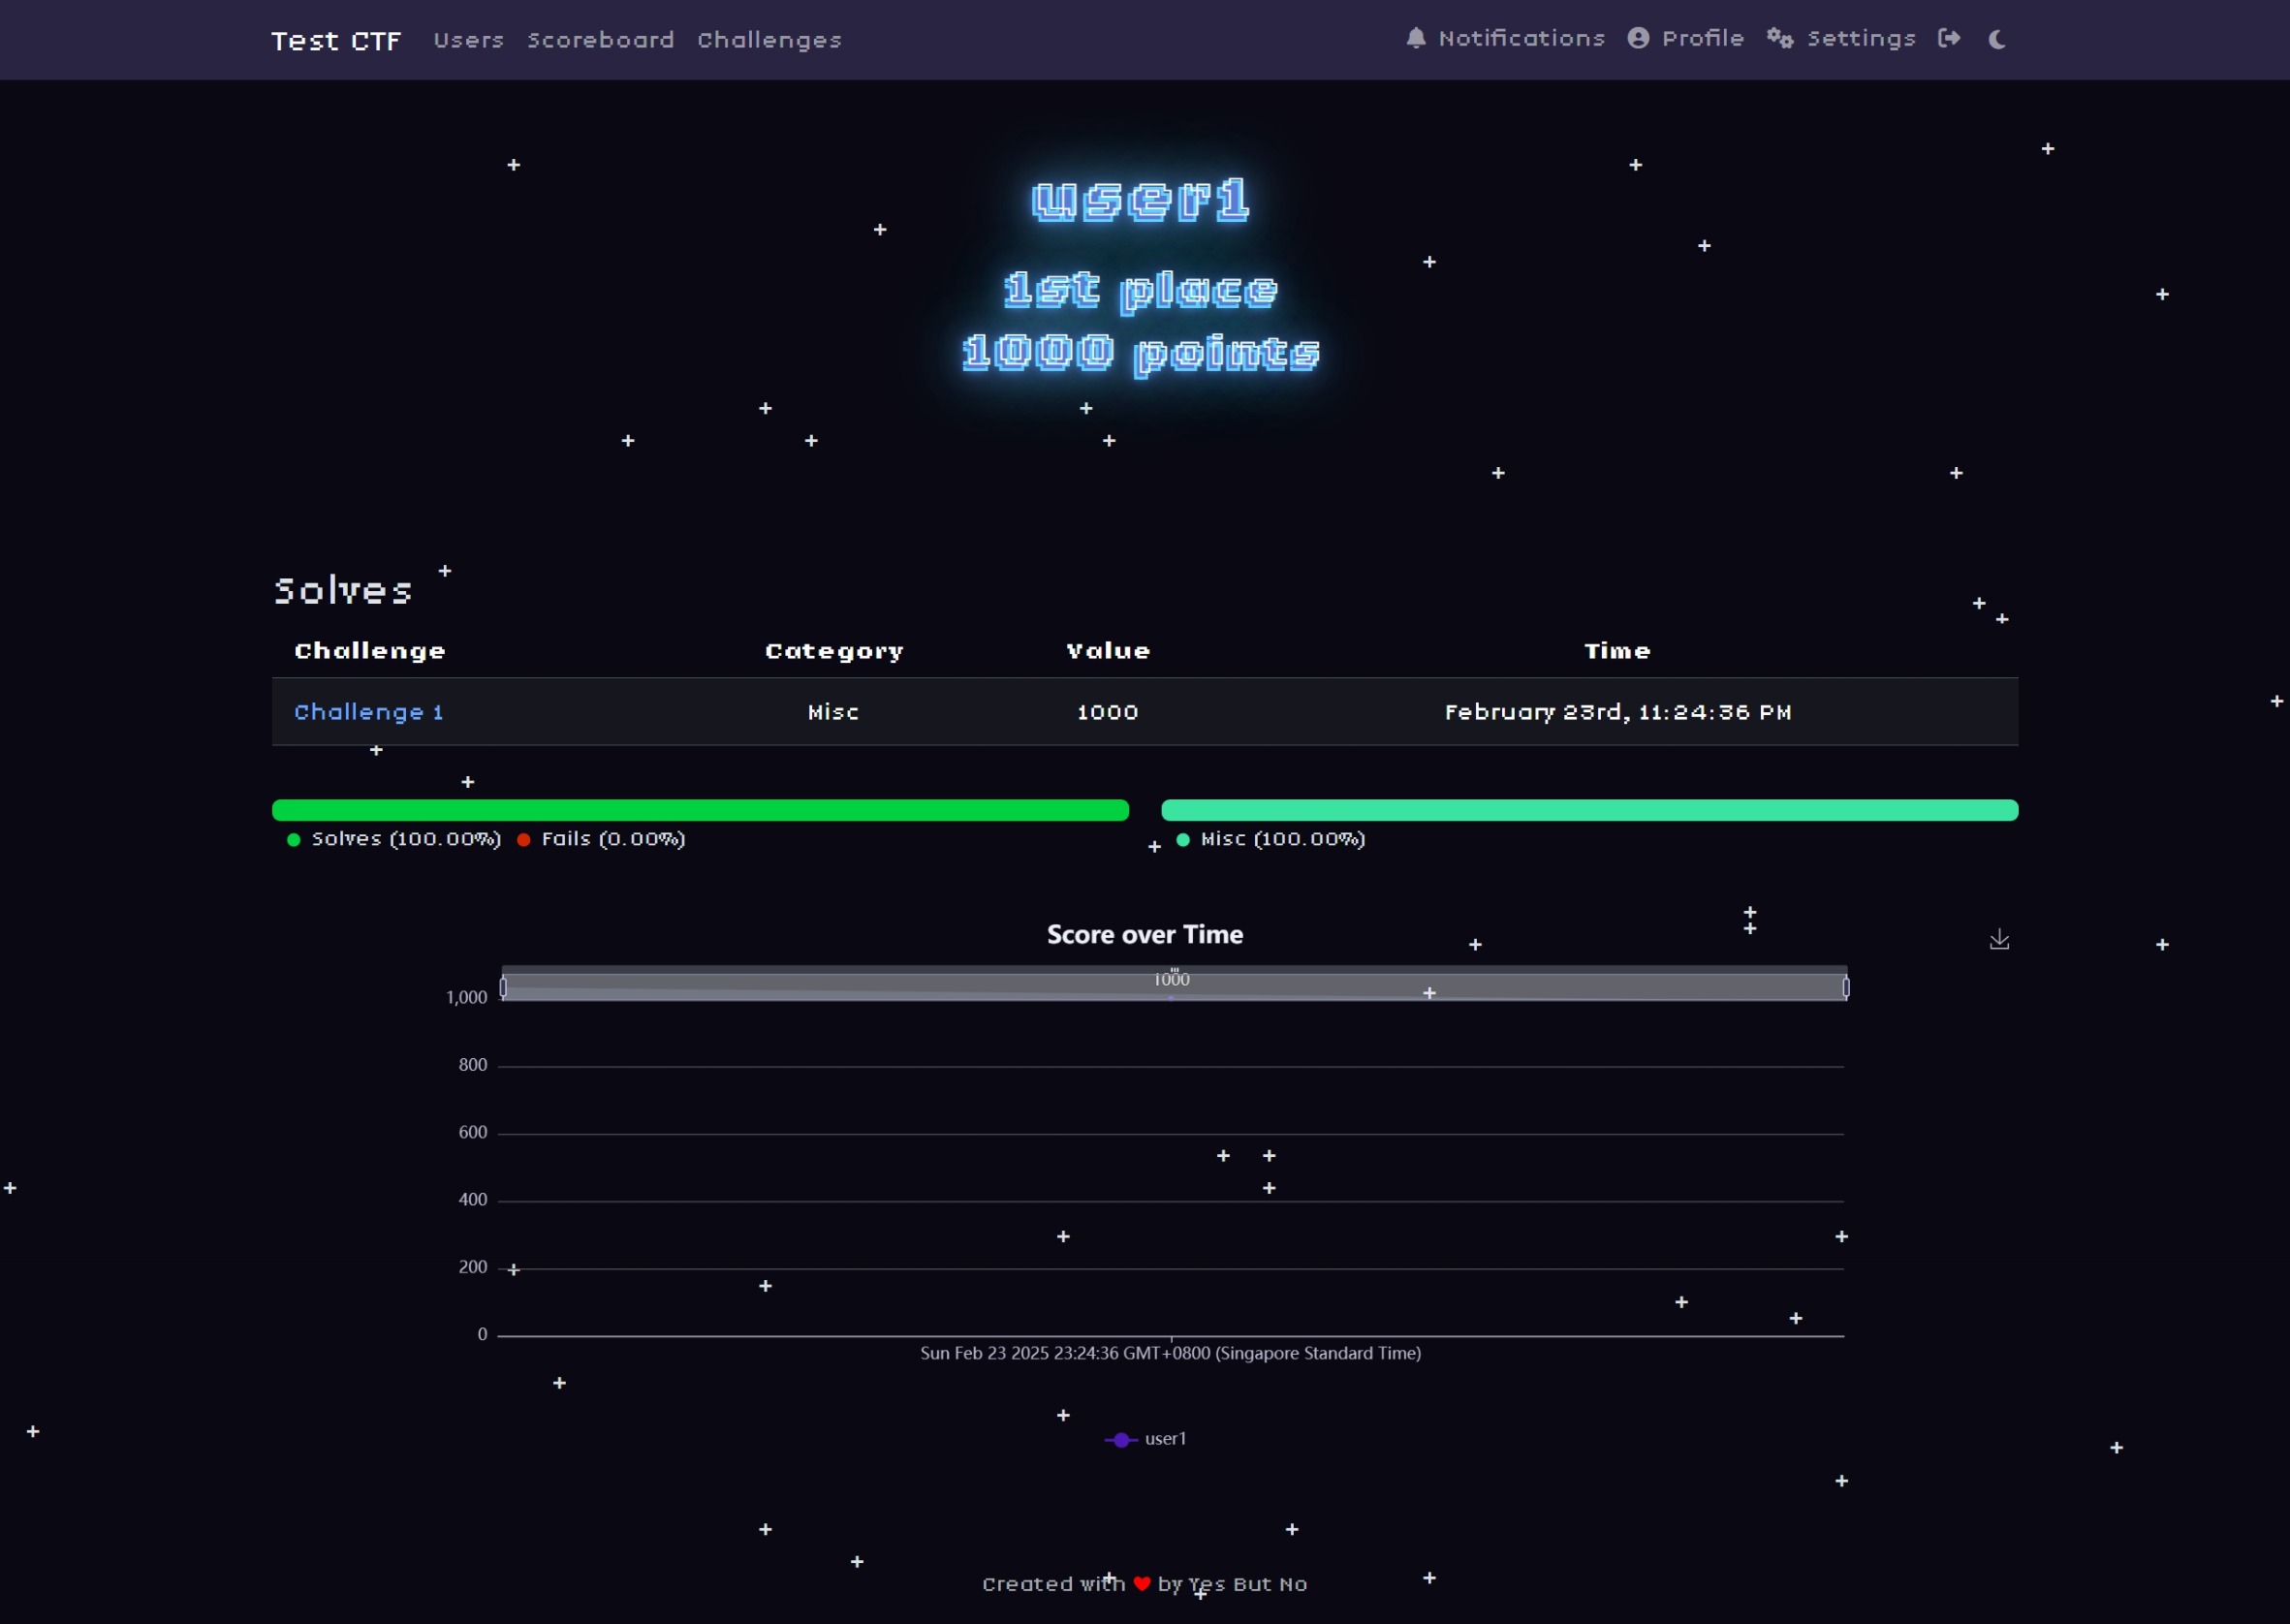 Test CTF Users Scoreboard Challenges Notifications Profile Settings
user1
1st place
1000 points
Solves
Challenge Category Value Time
Challenge 1 Misc 1000 February 23rd, 11:24:36 PM
Solves (100.00%) Fails (0.00%) Misc (100.00%)
Score over Time
1000
1,000
800
600
400
200
0
Sun Feb 23 2025 23:24:36 GMT+0800 (Singapore Standard Time)
user1
Created with ❤ by Yes But No